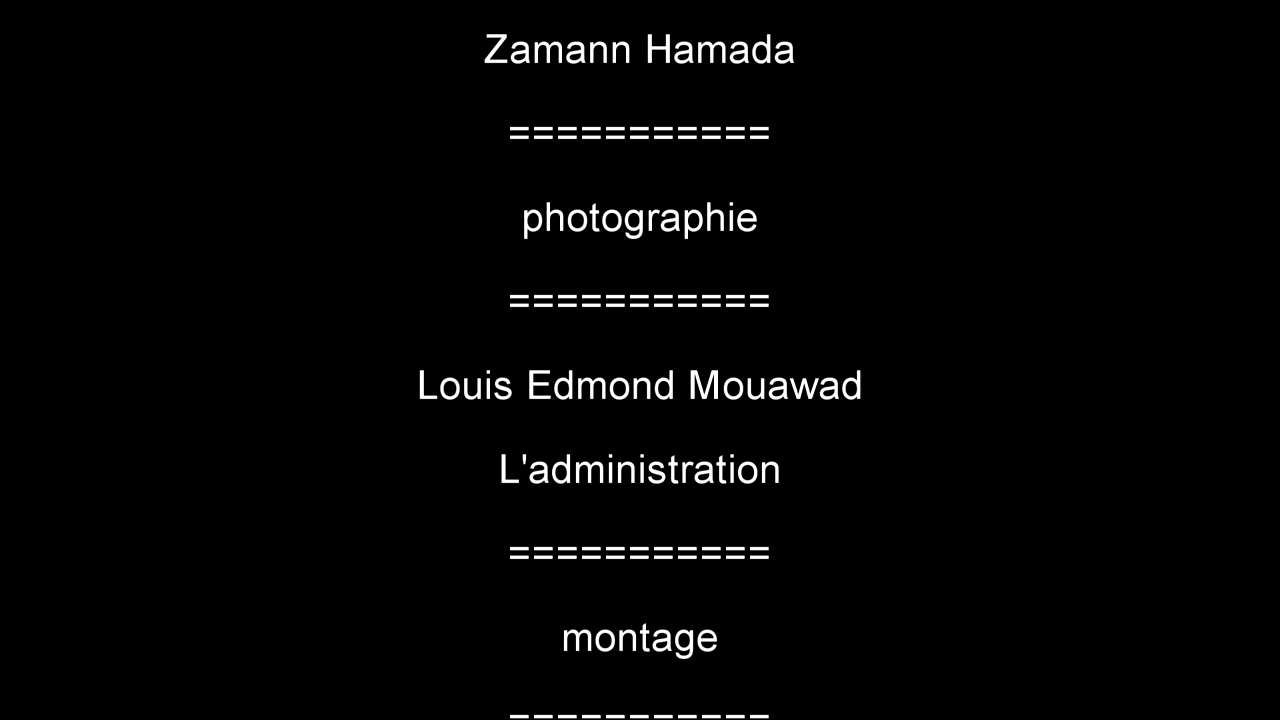 Zamann Hamada
===========
photographie
===========
Louis Edmond Mouawad
L'administration
===========
montage
===========